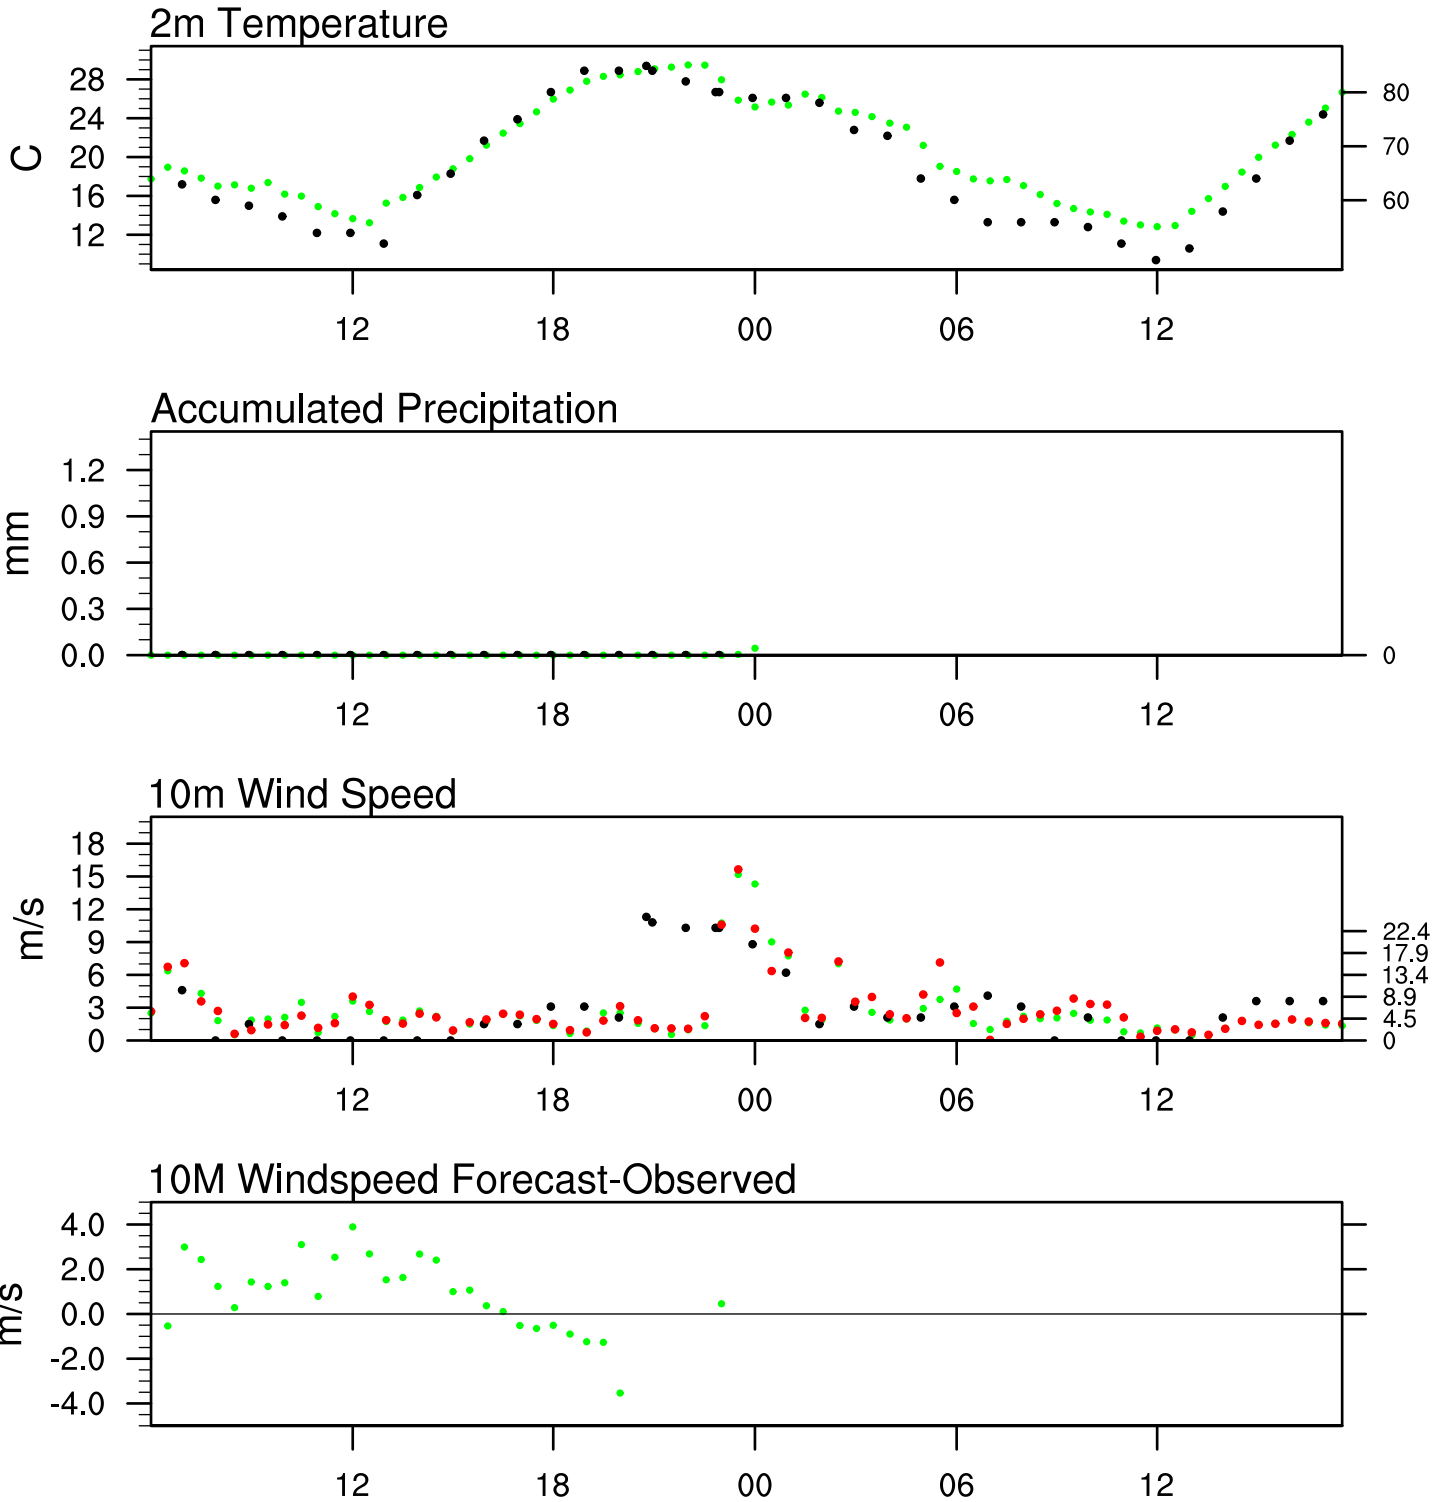 2m Temperature
28
24
20
16
12
C
80
70
60
12 18 00 06 12
Accumulated Precipitation
1.2
0.9
0.6
0.3
0.0
mm
0
12 18 00 06 12
10m Wind Speed
18
15
12
9
6
3
0
m/s
22.4
17.9
13.4
8.9
4.5
0
12 18 00 06 12
10M Windspeed Forecast-Observed
4.0
2.0
0.0
-2.0
-4.0
m/s
12 18 00 06 12